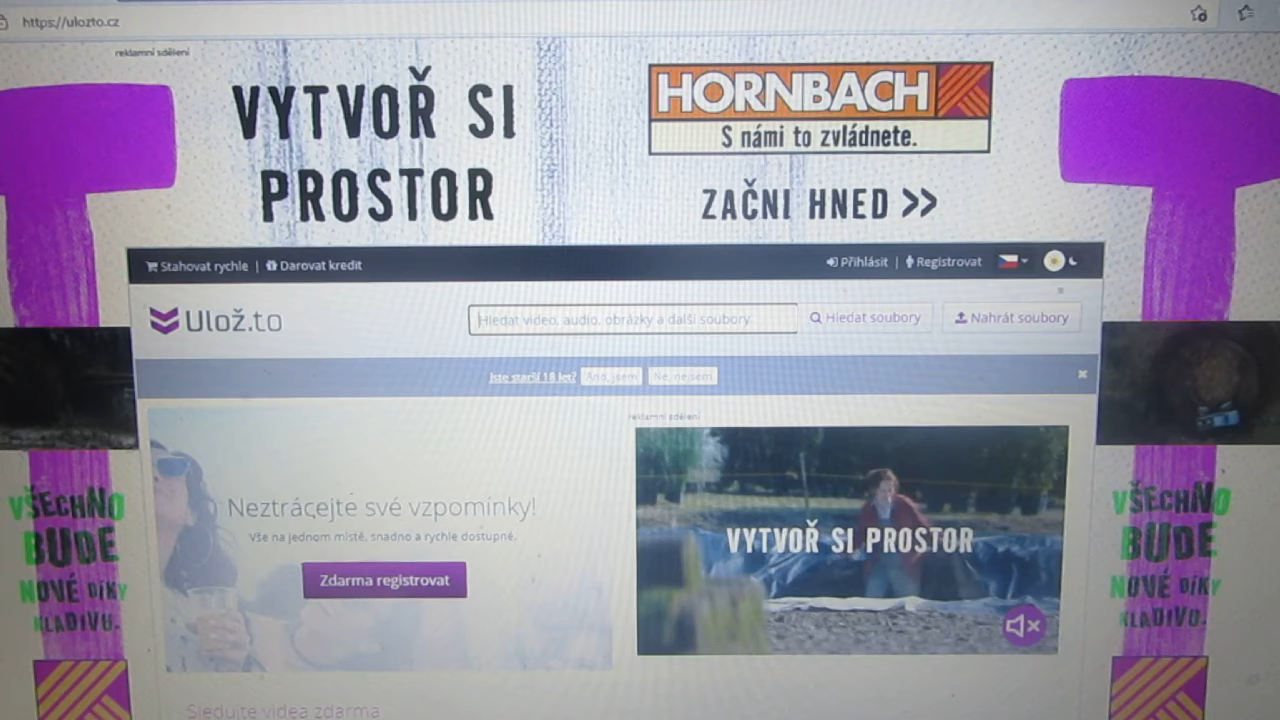 https://ulozto.cz
reklamní sdělení
VYTVOŘ SI
PROSTOR
HORNBACH
S námi to zvládnete.
ZAČNI HNED >>
Stahovat rychle | Darovat kredit
Přihlásit | Registrovat
Ulož.to
Hledat video, audio, obrázky a další soubory
Hledat soubory
Nahrát soubory
Jste starší 18 let? Ano, jsem Ne, nejsem
reklamní sdělení
Neztrácejte své vzpomínky!
Vše na jednom místě, snadno a rychle dostupné.
Zdarma registrovat
VYTVOŘ SI PROSTOR
VŠECHNO
BUDE
NOVÉ DÍKY
KLADIVU.
VŠECHNO
BUDE
NOVÉ DÍKY
KLADIVU.
Sledujte videa zdarma